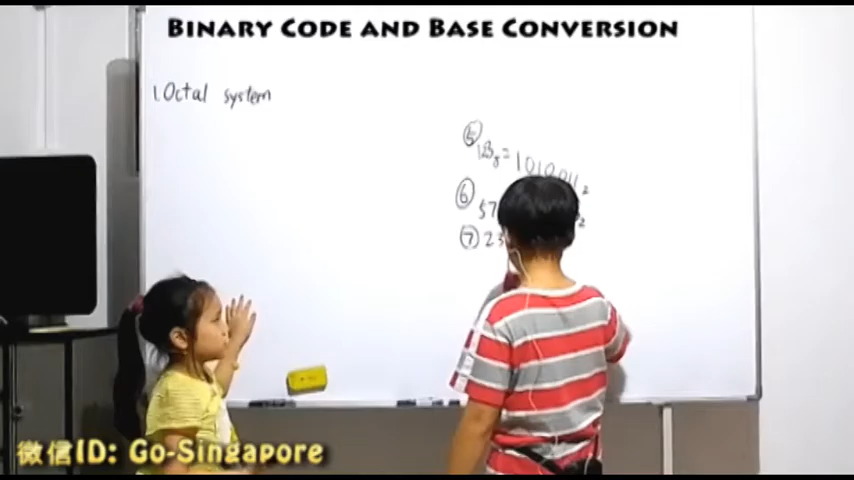 BINARY CODE AND BASE CONVERSION
1. Octal system
⑤
123₈ = 1010011₂
⑥ 57
₂
⑦ 23
微信ID: Go-Singapore